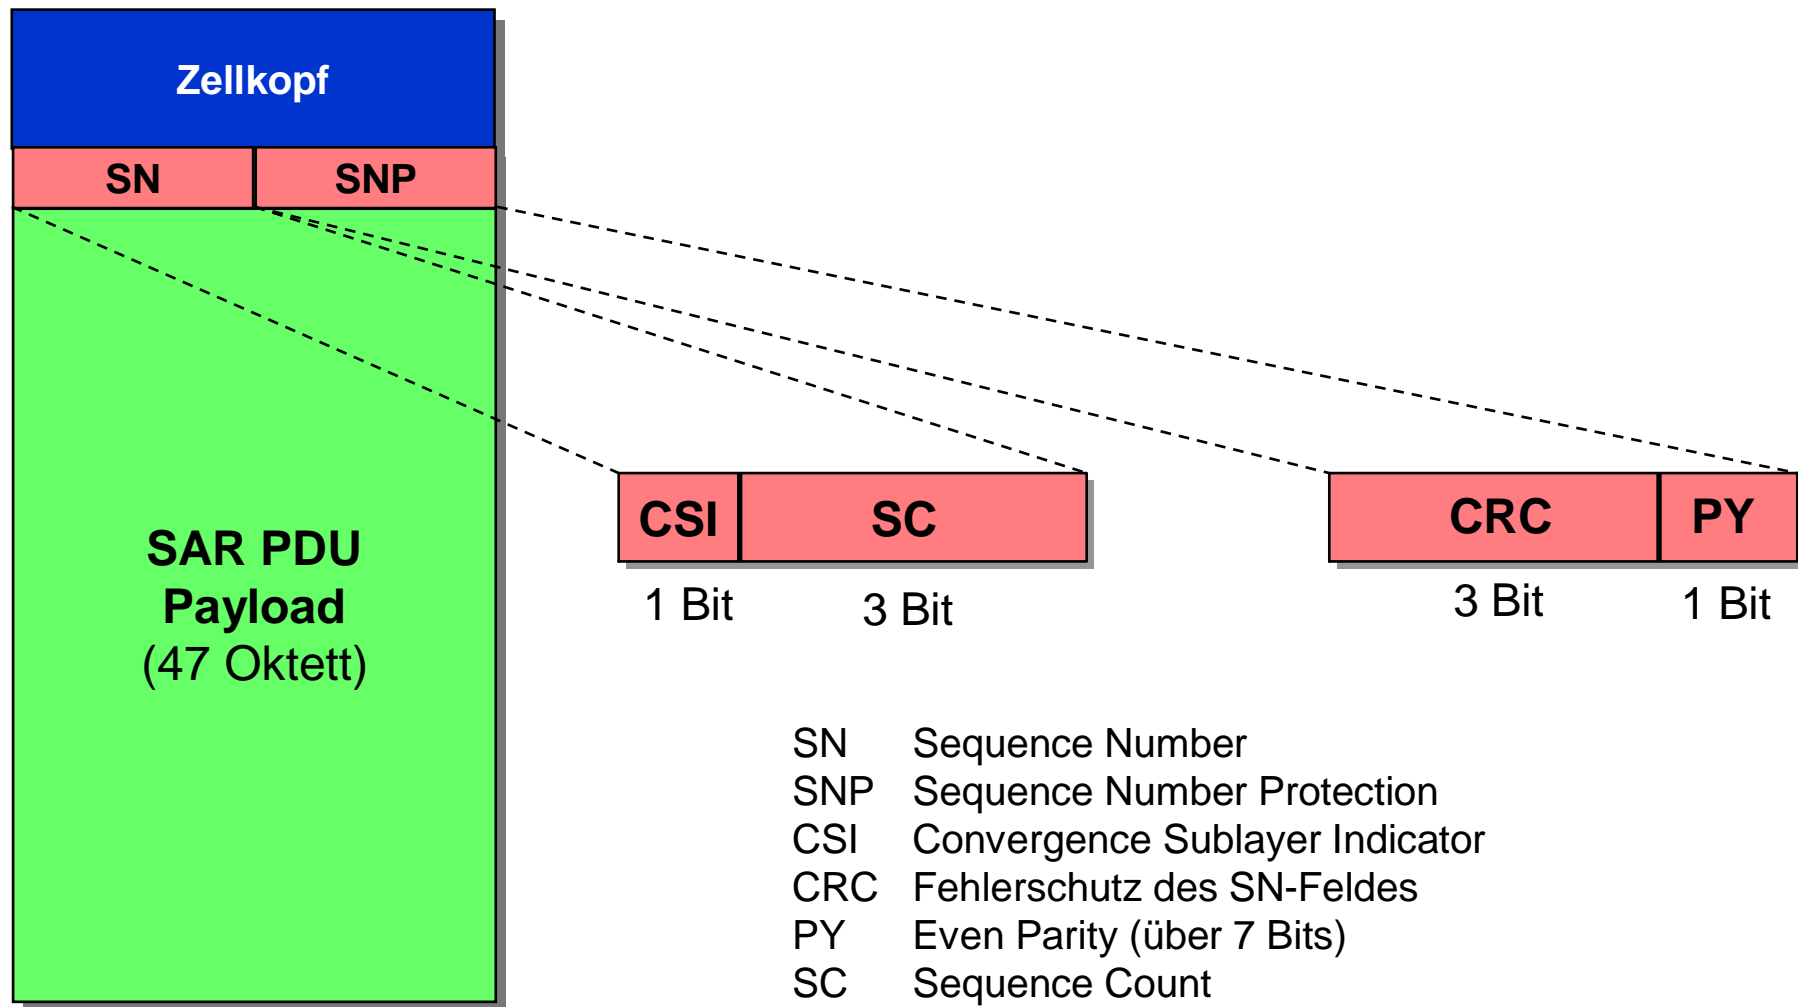 Zellkopf
SN SNP
CSI SC CRC PY
1 Bit 3 Bit 3 Bit 1 Bit
SAR PDU
Payload
(47 Oktett)
SN Sequence Number
SNP Sequence Number Protection
CSI Convergence Sublayer Indicator
CRC Fehlerschutz des SN-Feldes
PY Even Parity (über 7 Bits)
SC Sequence Count